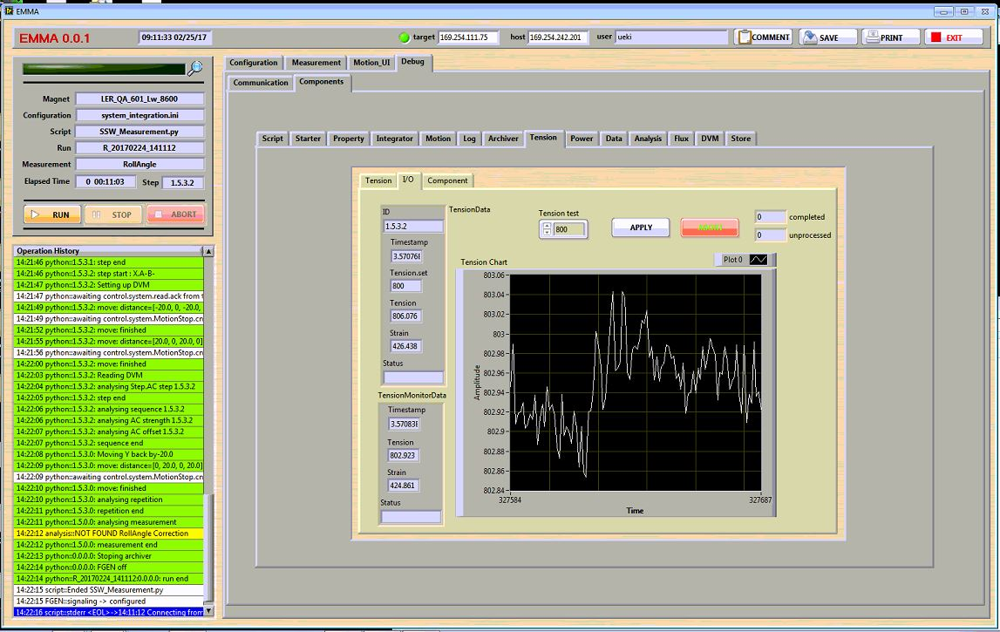 EMMA
EMMA 0.0.1
09:11:33 02/25/17
target 169.254.111.75 host 169.254.242.201 user ueki COMMENT SAVE PRINT EXIT
Configuration Measurement Motion_UI Debug
Communication Components
Magnet LER_QA_601_Lw_8600
Configuration system_integration.ini
Script SSW_Measurement.py
Run R_20170224_141112
Measurement RollAngle
Elapsed Time 0 00:11:03 Step 1.5.3.2
RUN STOP ABORT
Operation History
14:21:46 python::1.5.3.1: step end
14:21:46 python::1.5.3.2: step start : X.A-B-
14:21:47 python::1.5.3.2: Setting up DVM
14:21:47 python::awaiting control.system.read.ack from t
14:21:49 python::1.5.3.2: move: distance=[-20.0, 0, -20.0,
14:21:49 python::awaiting control.system.MotionStop.cn
14:21:52 python::1.5.3.2: move: finished
14:21:55 python::1.5.3.2: move: distance=[20.0, 0, 20.0, 0]
14:21:56 python::awaiting control.system.MotionStop.cn
14:22:00 python::1.5.3.2: move: finished
14:22:03 python::1.5.3.2: Reading DVM
14:22:04 python::1.5.3.2: analysing Step.AC step 1.5.3.2
14:22:05 python::1.5.3.2: step end
14:22:06 python::1.5.3.2: analysing sequence 1.5.3.2
14:22:06 python::1.5.3.2: analysing AC strength 1.5.3.2
14:22:07 python::1.5.3.2: analysing AC offset 1.5.3.2
14:22:07 python::1.5.3.2: sequence end
14:22:08 python::1.5.3.0: Moving Y back by-20.0
14:22:09 python::1.5.3.0: move: distance=[0, 20.0, 0, 20.0]
14:22:09 python::awaiting control.system.MotionStop.cn
14:22:10 python::1.5.3.0: move: finished
14:22:10 python::1.5.3.0: analysing repetition
14:22:11 python::1.5.3.0: repetition end
14:22:11 python::1.5.0.0: analysing measurement
14:22:12 analysis::NOT FOUND RollAngle Correction
14:22:12 python::1.5.0.0: measurement end
14:22:13 python::0.0.0.0: Stoping archiver
14:22:14 python::0.0.0.0: FGEN off
14:22:14 python::R_20170224_141112:0.0.0.0: run end
14:22:15 script::Ended SSW_Measurement.py
14:22:15 FGEN::signaling -> configured
14:22:16 script::stderr <EOL>->14:11:12 Connecting from
Script Starter Property Integrator Motion Log Archiver Tension Power Data Analysis Flux DVM Store
Tension I/O Component
ID
1.5.3.2
TensionData
Timestamp
3.57076
Tension.set
800
Tension
806.076
Strain
426.438
Status
TensionMonitorData
Timestamp
3.57083
Tension
802.923
Strain
424.861
Status
Tension test
800
APPLY
0 completed
0 unprocessed
Tension Chart
Plot 0
Amplitude
803.06
803.04
803.02
803
802.98
802.96
802.94
802.92
802.9
802.88
802.86
802.84
327584 327687
Time